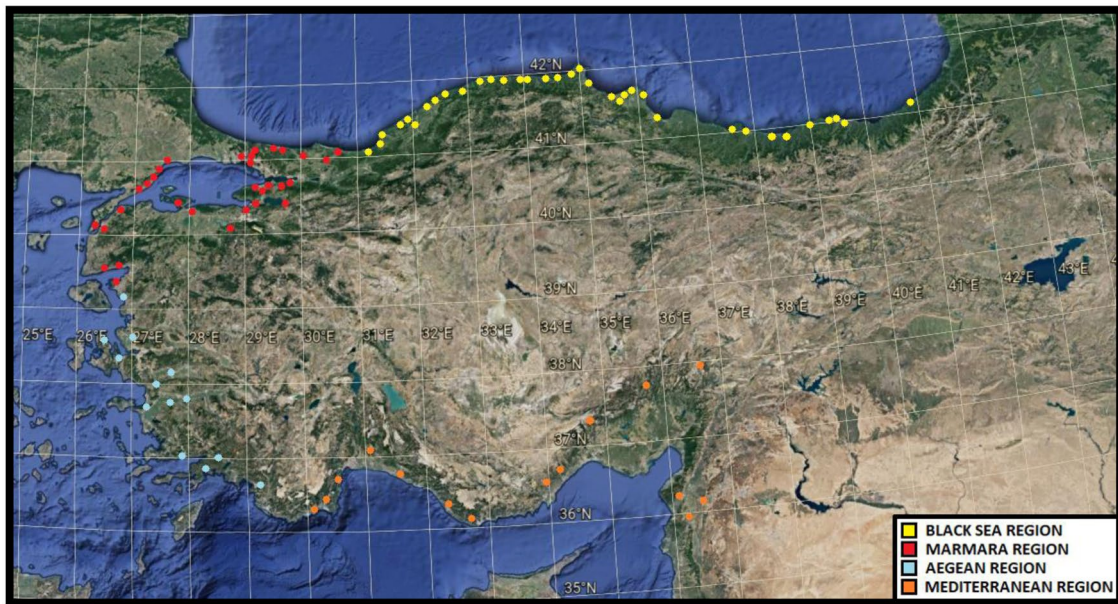 42°N
41°N
40°N
39°N
25°E 26°E 27°E 28°E 29°E 30°E 31°E 32°E 33°E 34°E 35°E 36°E 37°E 38°E 39°E 40°E 41°E 42°E 43°E 4
38°N
37°N
36°N
35°N
BLACK SEA REGION
MARMARA REGION
AEGEAN REGION
MEDITERRANEAN REGION